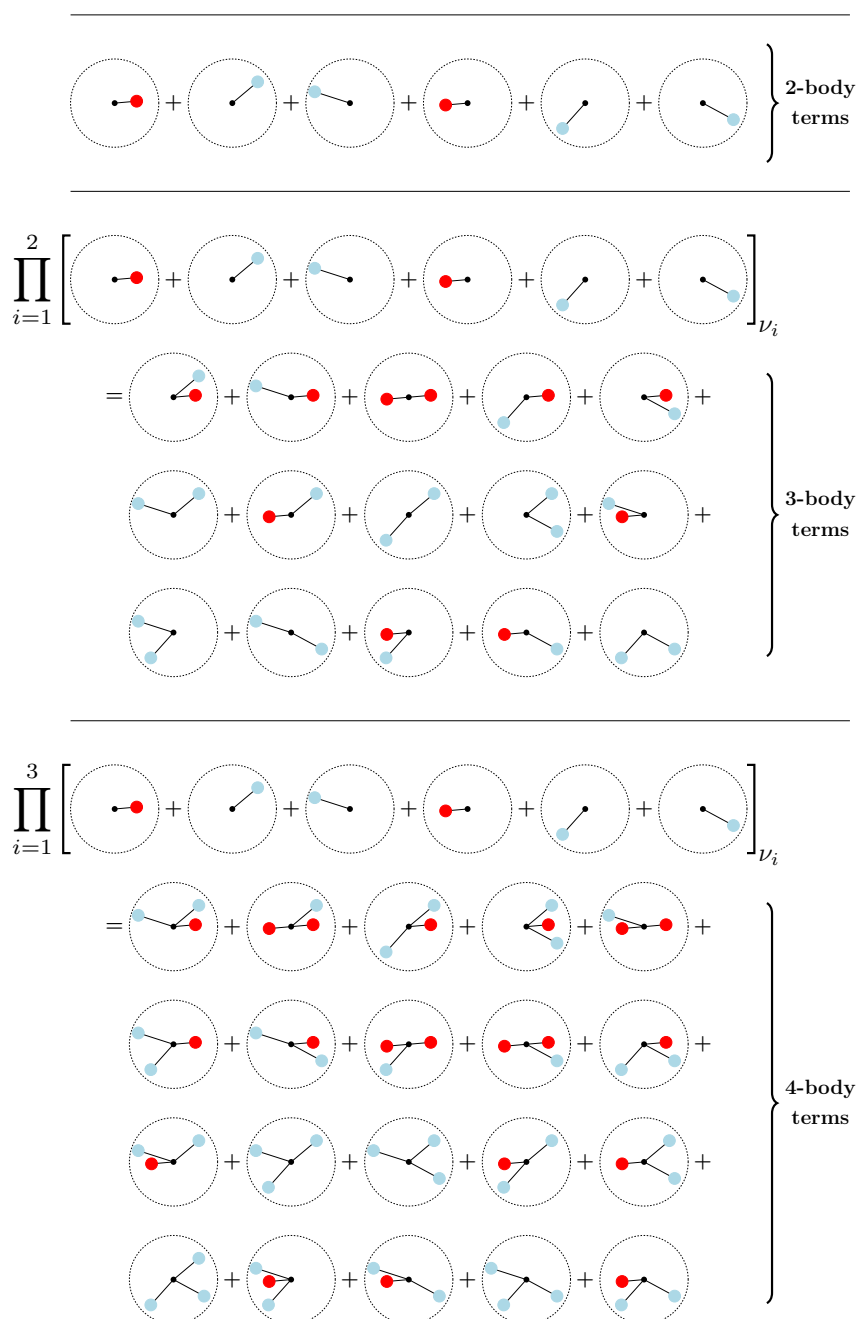 + + + + + 2-body
terms
2
∏ [ + + + + + ]
i=1 ν_i
= + + + + +
+ + + + + 3-body
terms
+ + + +
3
∏ [ + + + + + ]
i=1 ν_i
= + + + + +
+ + + + +
4-body
terms
+ + + + +
+ + + +